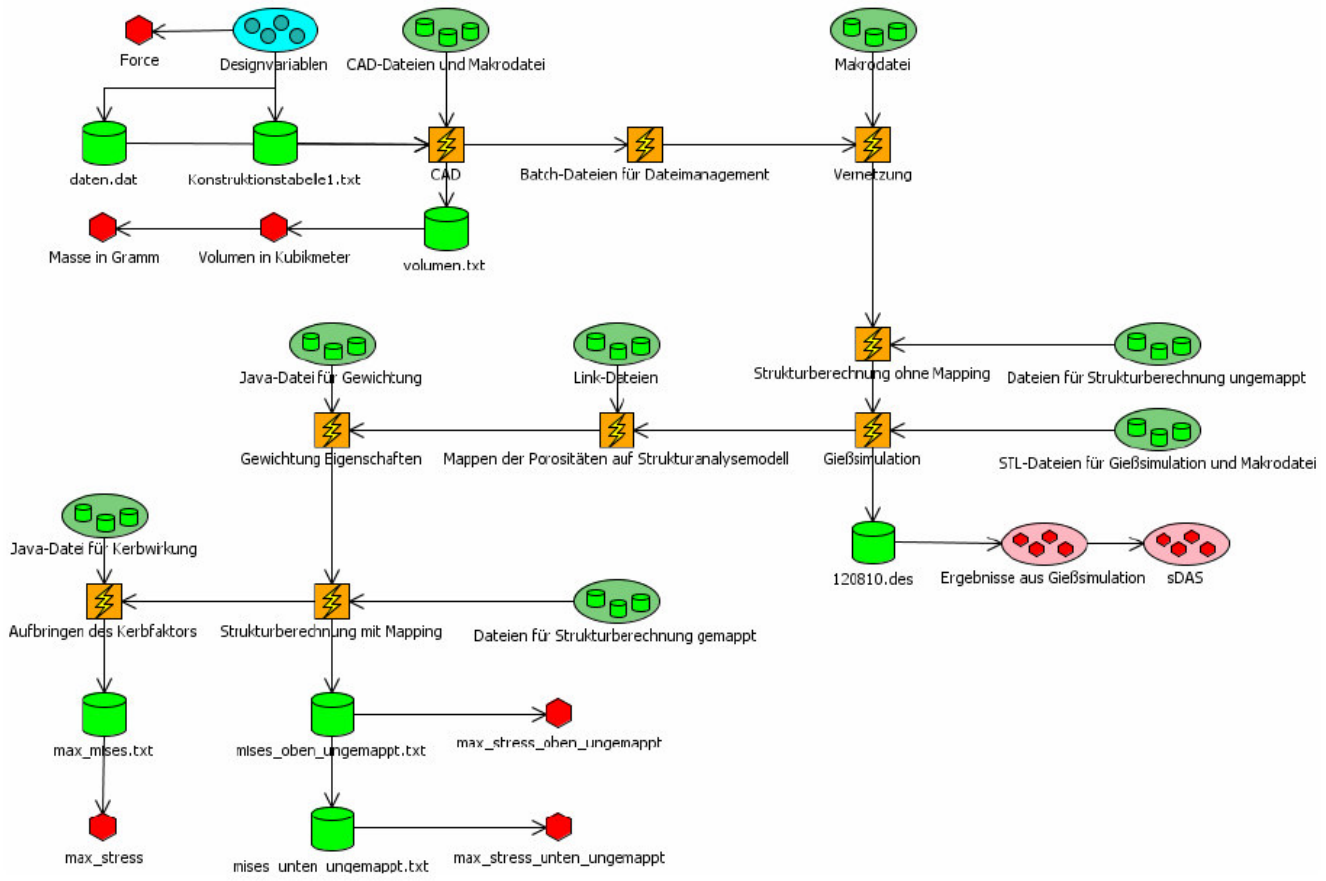 Force
Designvariablen
CAD-Dateien und Makrodatei
Makrodatei
daten.dat
Konstruktionstabelle1.txt
CAD
Batch-Dateien für Dateimanagement
Vernetzung
Masse in Gramm
Volumen in Kubikmeter
volumen.txt
Java-Datei für Gewichtung
Link-Dateien
Strukturberechnung ohne Mapping
Dateien für Strukturberechnung ungemappt
Gewichtung Eigenschaften
Mappen der Porositäten auf Strukturanalysemodell
Gießsimulation
STL-Dateien für Gießsimulation und Makrodatei
Java-Datei für Kerbwirkung
120810.des
Ergebnisse aus Gießsimulation
sDAS
Aufbringen des Kerbfaktors
Strukturberechnung mit Mapping
Dateien für Strukturberechnung gemappt
max_mises.txt
mises_oben_ungemappt.txt
max_stress_oben_ungemappt
max_stress
mises_unten_ungemappt.txt
max_stress_unten_ungemappt